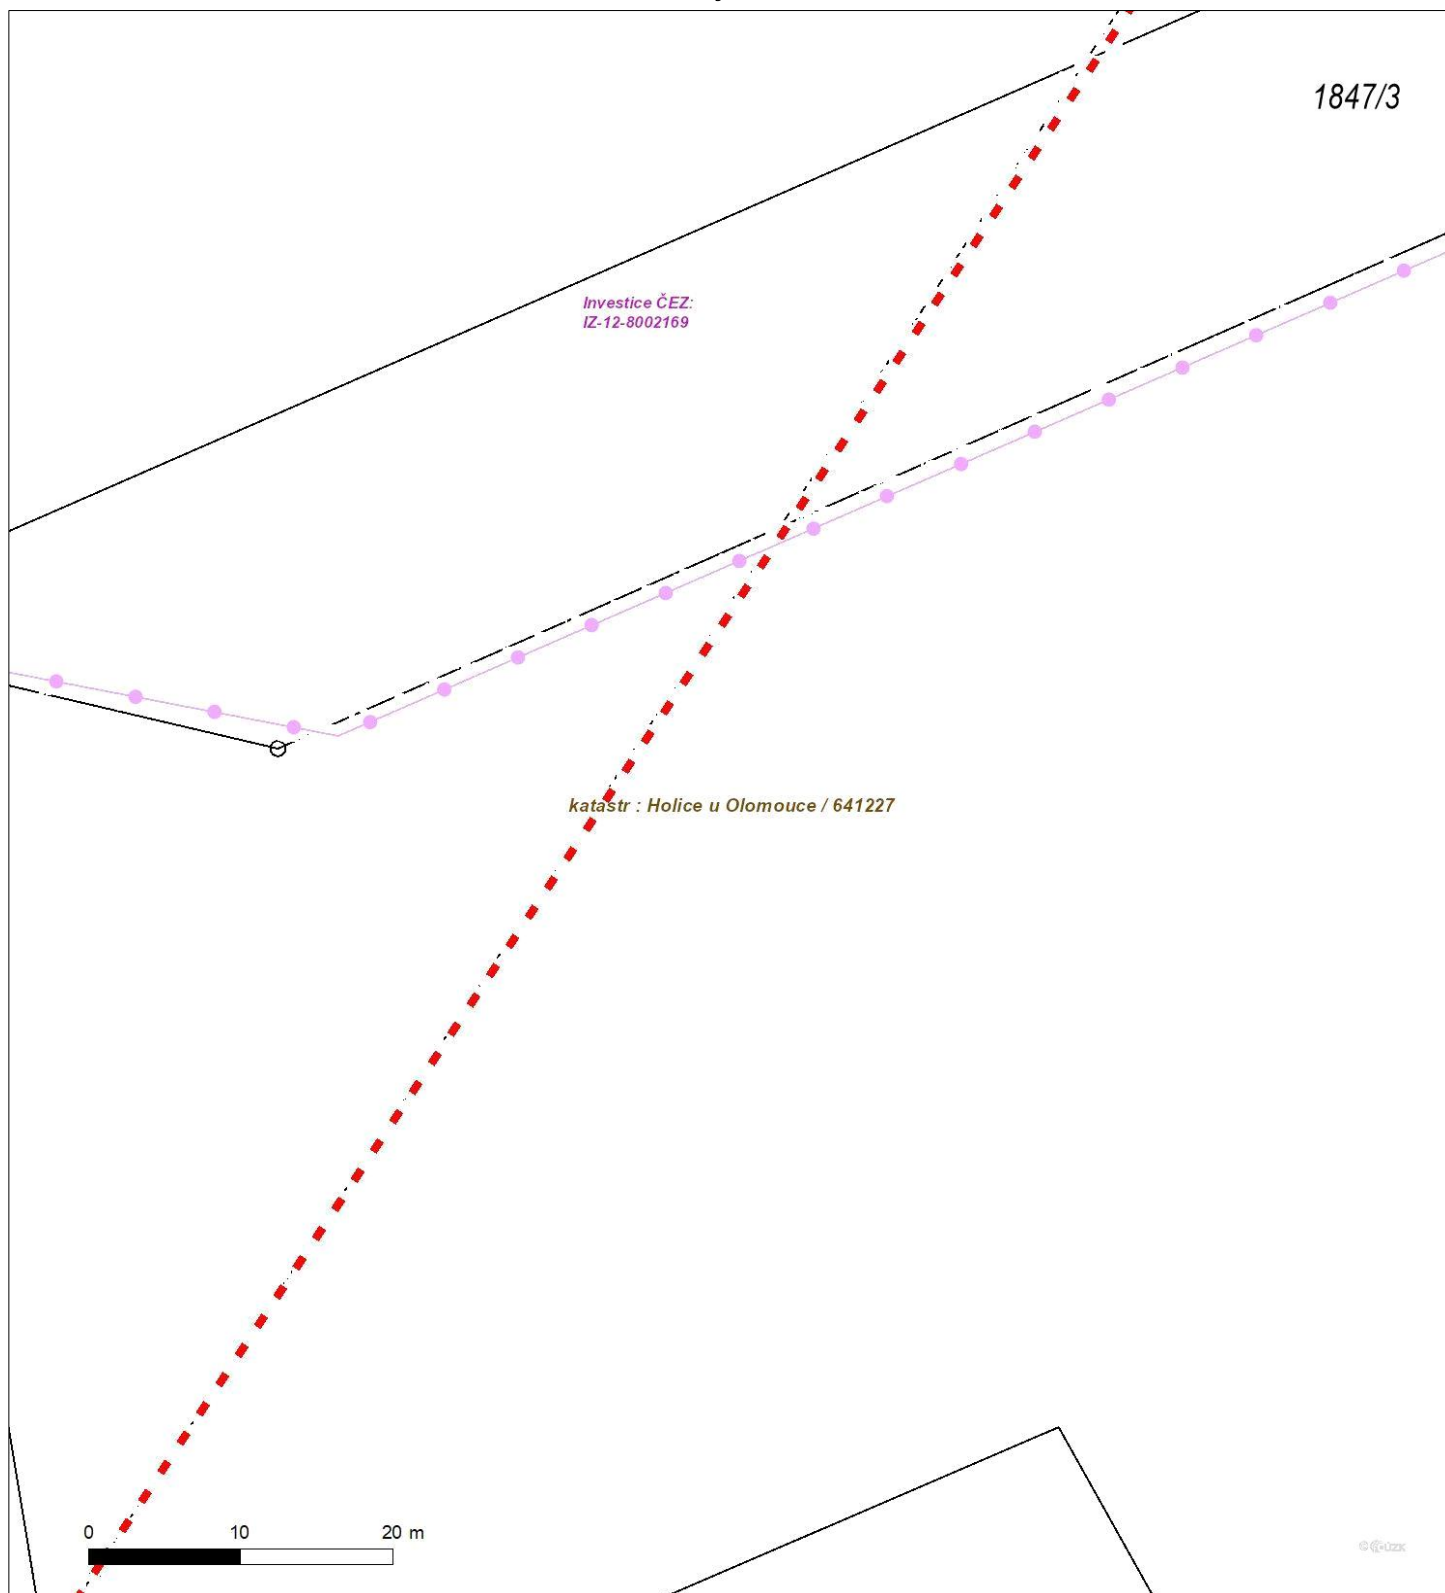 1847/3
Investice ČEZ:
IZ-12-8002169
katastr : Holice u Olomouce / 641227
0 10 20 m